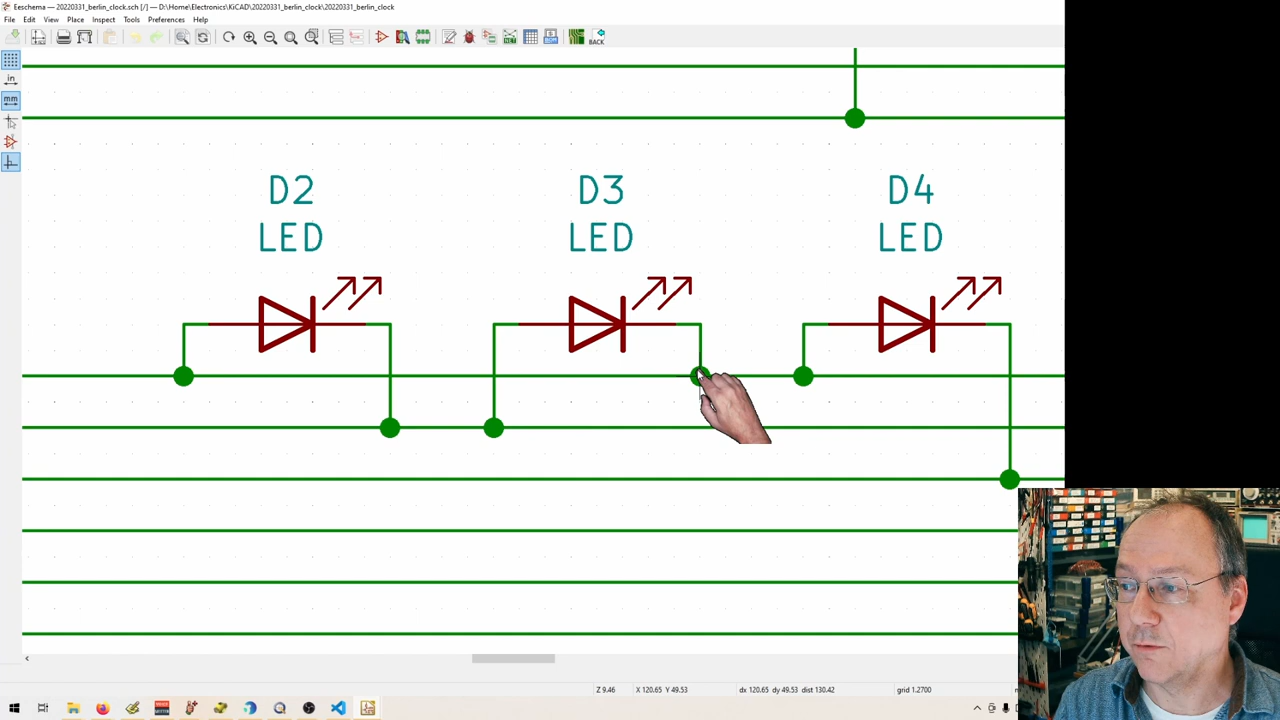 Eeschema — 20220331_berlin_clock.sch [/] — D:\Home\Electronics\KiCAD\20220331_berlin_clock\20220331_berlin_clock
File Edit View Place Inspect Tools Preferences Help
BACK
in
mm
D2
LED
D3
LED
D4
LED
Z 9.46 X 120.65 Y 49.53 dx 120.65 dy 49.53 dist 130.42 grid 1.2700